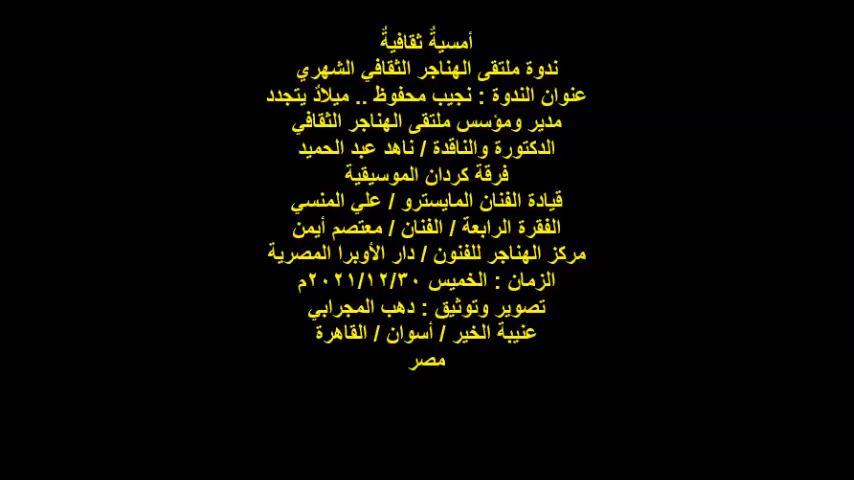 أمسيةٌ ثقافيةٌ
ندوة ملتقى الهناجر الثقافي الشهري
عنوان الندوة : نجيب محفوظ .. ميلادٌ يتجدد
مدير ومؤسس ملتقى الهناجر الثقافي
الدكتورة والناقدة / ناهد عبد الحميد
فرقة كردان الموسيقية
قيادة الفنان المايسترو / علي المنسي
الفقرة الرابعة / الفنان / معتصم أيمن
مركز الهناجر للفنون / دار الأوبرا المصرية
الزمان : الخميس ٢٠٢١/١٢/٣٠م
تصوير وتوثيق : دهب المجرابي
عنيبة الخير / أسوان / القاهرة
مصر